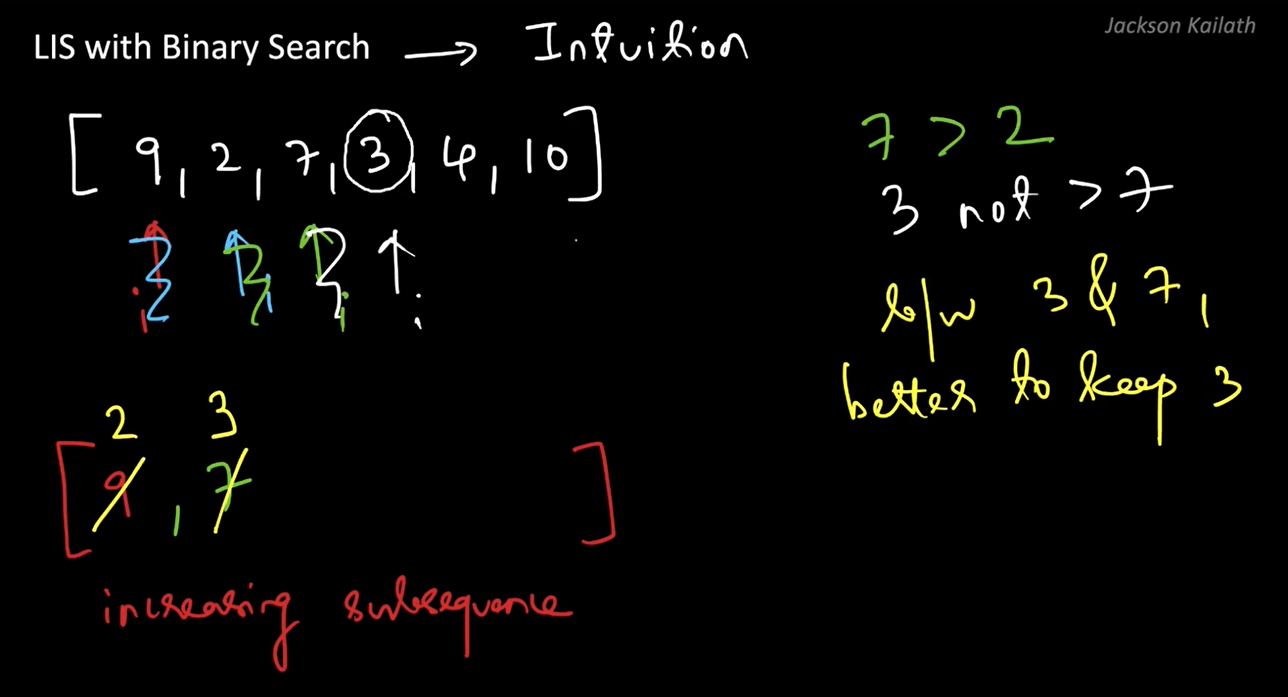 Jackson Kailath
LIS with Binary Search → Intuition
[ 9, 2, 7, 3, 4, 10 ]
i i i i
7 > 2
3 not > 7
b/w 3 & 7,
better to keep 3
2 3
[ 9, 7 ]
increasing subsequence